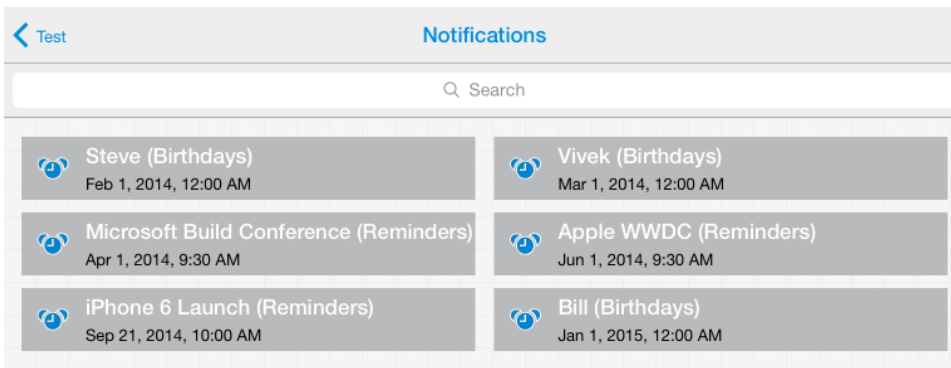 Test
Notifications
Search
Steve (Birthdays)
Feb 1, 2014, 12:00 AM
Vivek (Birthdays)
Mar 1, 2014, 12:00 AM
Microsoft Build Conference (Reminders)
Apr 1, 2014, 9:30 AM
Apple WWDC (Reminders)
Jun 1, 2014, 9:30 AM
iPhone 6 Launch (Reminders)
Sep 21, 2014, 10:00 AM
Bill (Birthdays)
Jan 1, 2015, 12:00 AM